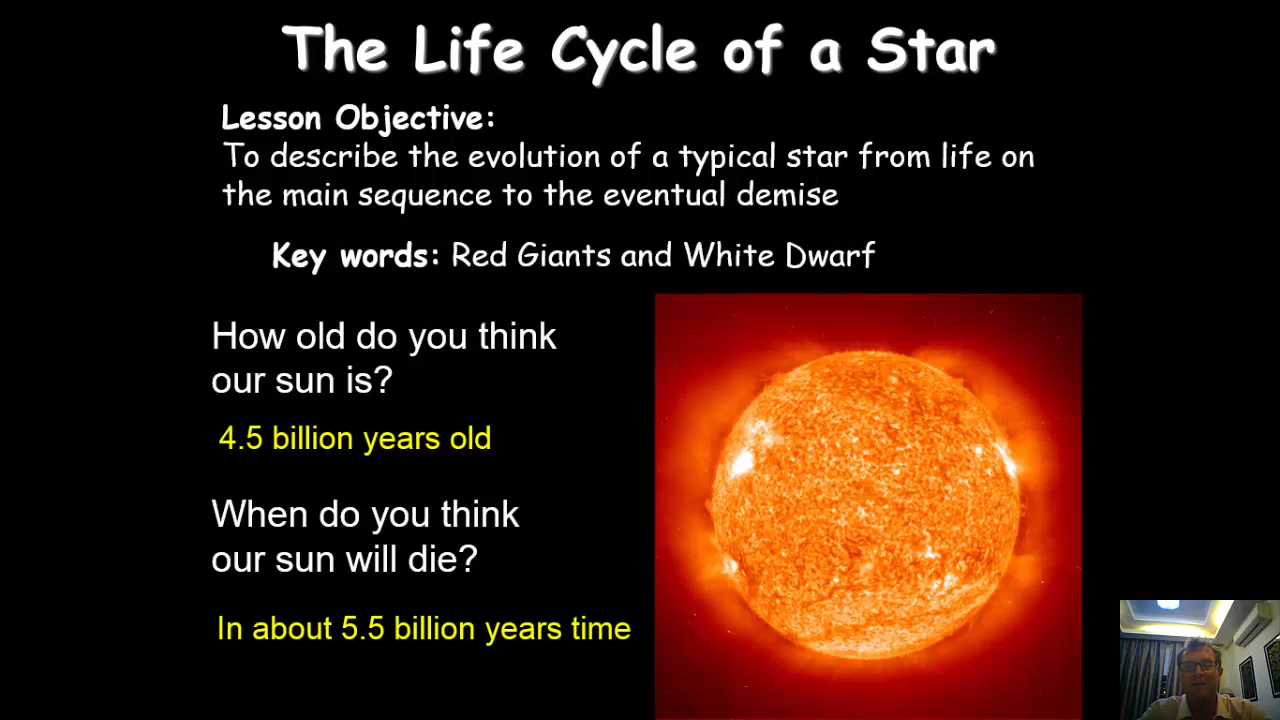 The Life Cycle of a Star
Lesson Objective:
To describe the evolution of a typical star from life on
the main sequence to the eventual demise
Key words: Red Giants and White Dwarf
How old do you think
our sun is?
4.5 billion years old
When do you think
our sun will die?
In about 5.5 billion years time